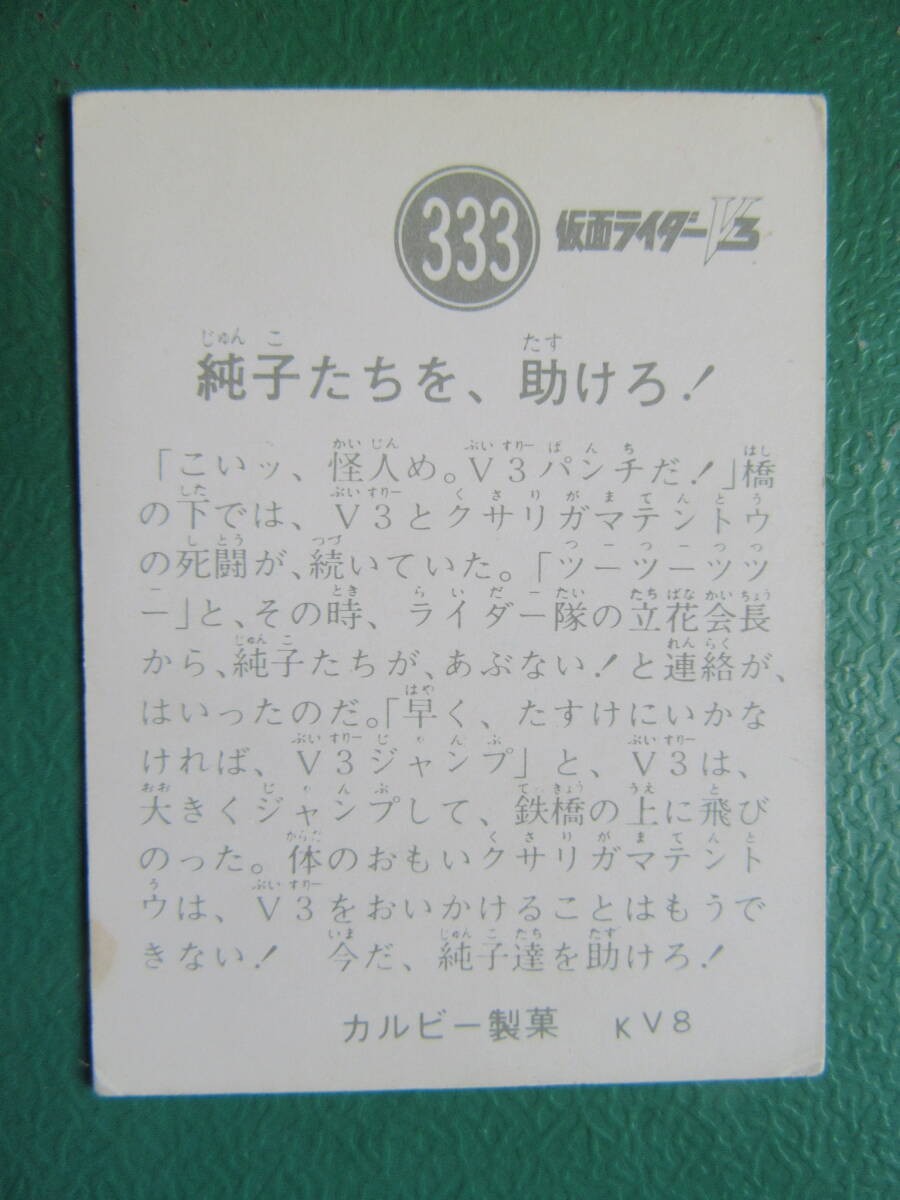 333 仮面ライダーV3
純子たちを、助けろ!
「こいッ、怪人め。V3パンチだ!」橋
の下では、V3とクサリガマテントウ
の死闘が、続いていた。「ツーツーツツ
ー」と、その時、ライダー隊の立花会長
から、純子たちが、あぶない!と連絡が、
はいったのだ。「早く、たすけにいかな
ければ、V3ジャンプ」と、V3は、
大きくジャンプして、鉄橋の上に飛び
のった。体のおもいクサリガマテント
ウは、V3をおいかけることはもうで
きない! 今だ、純子達を助けろ!
カルビー製菓 KV8